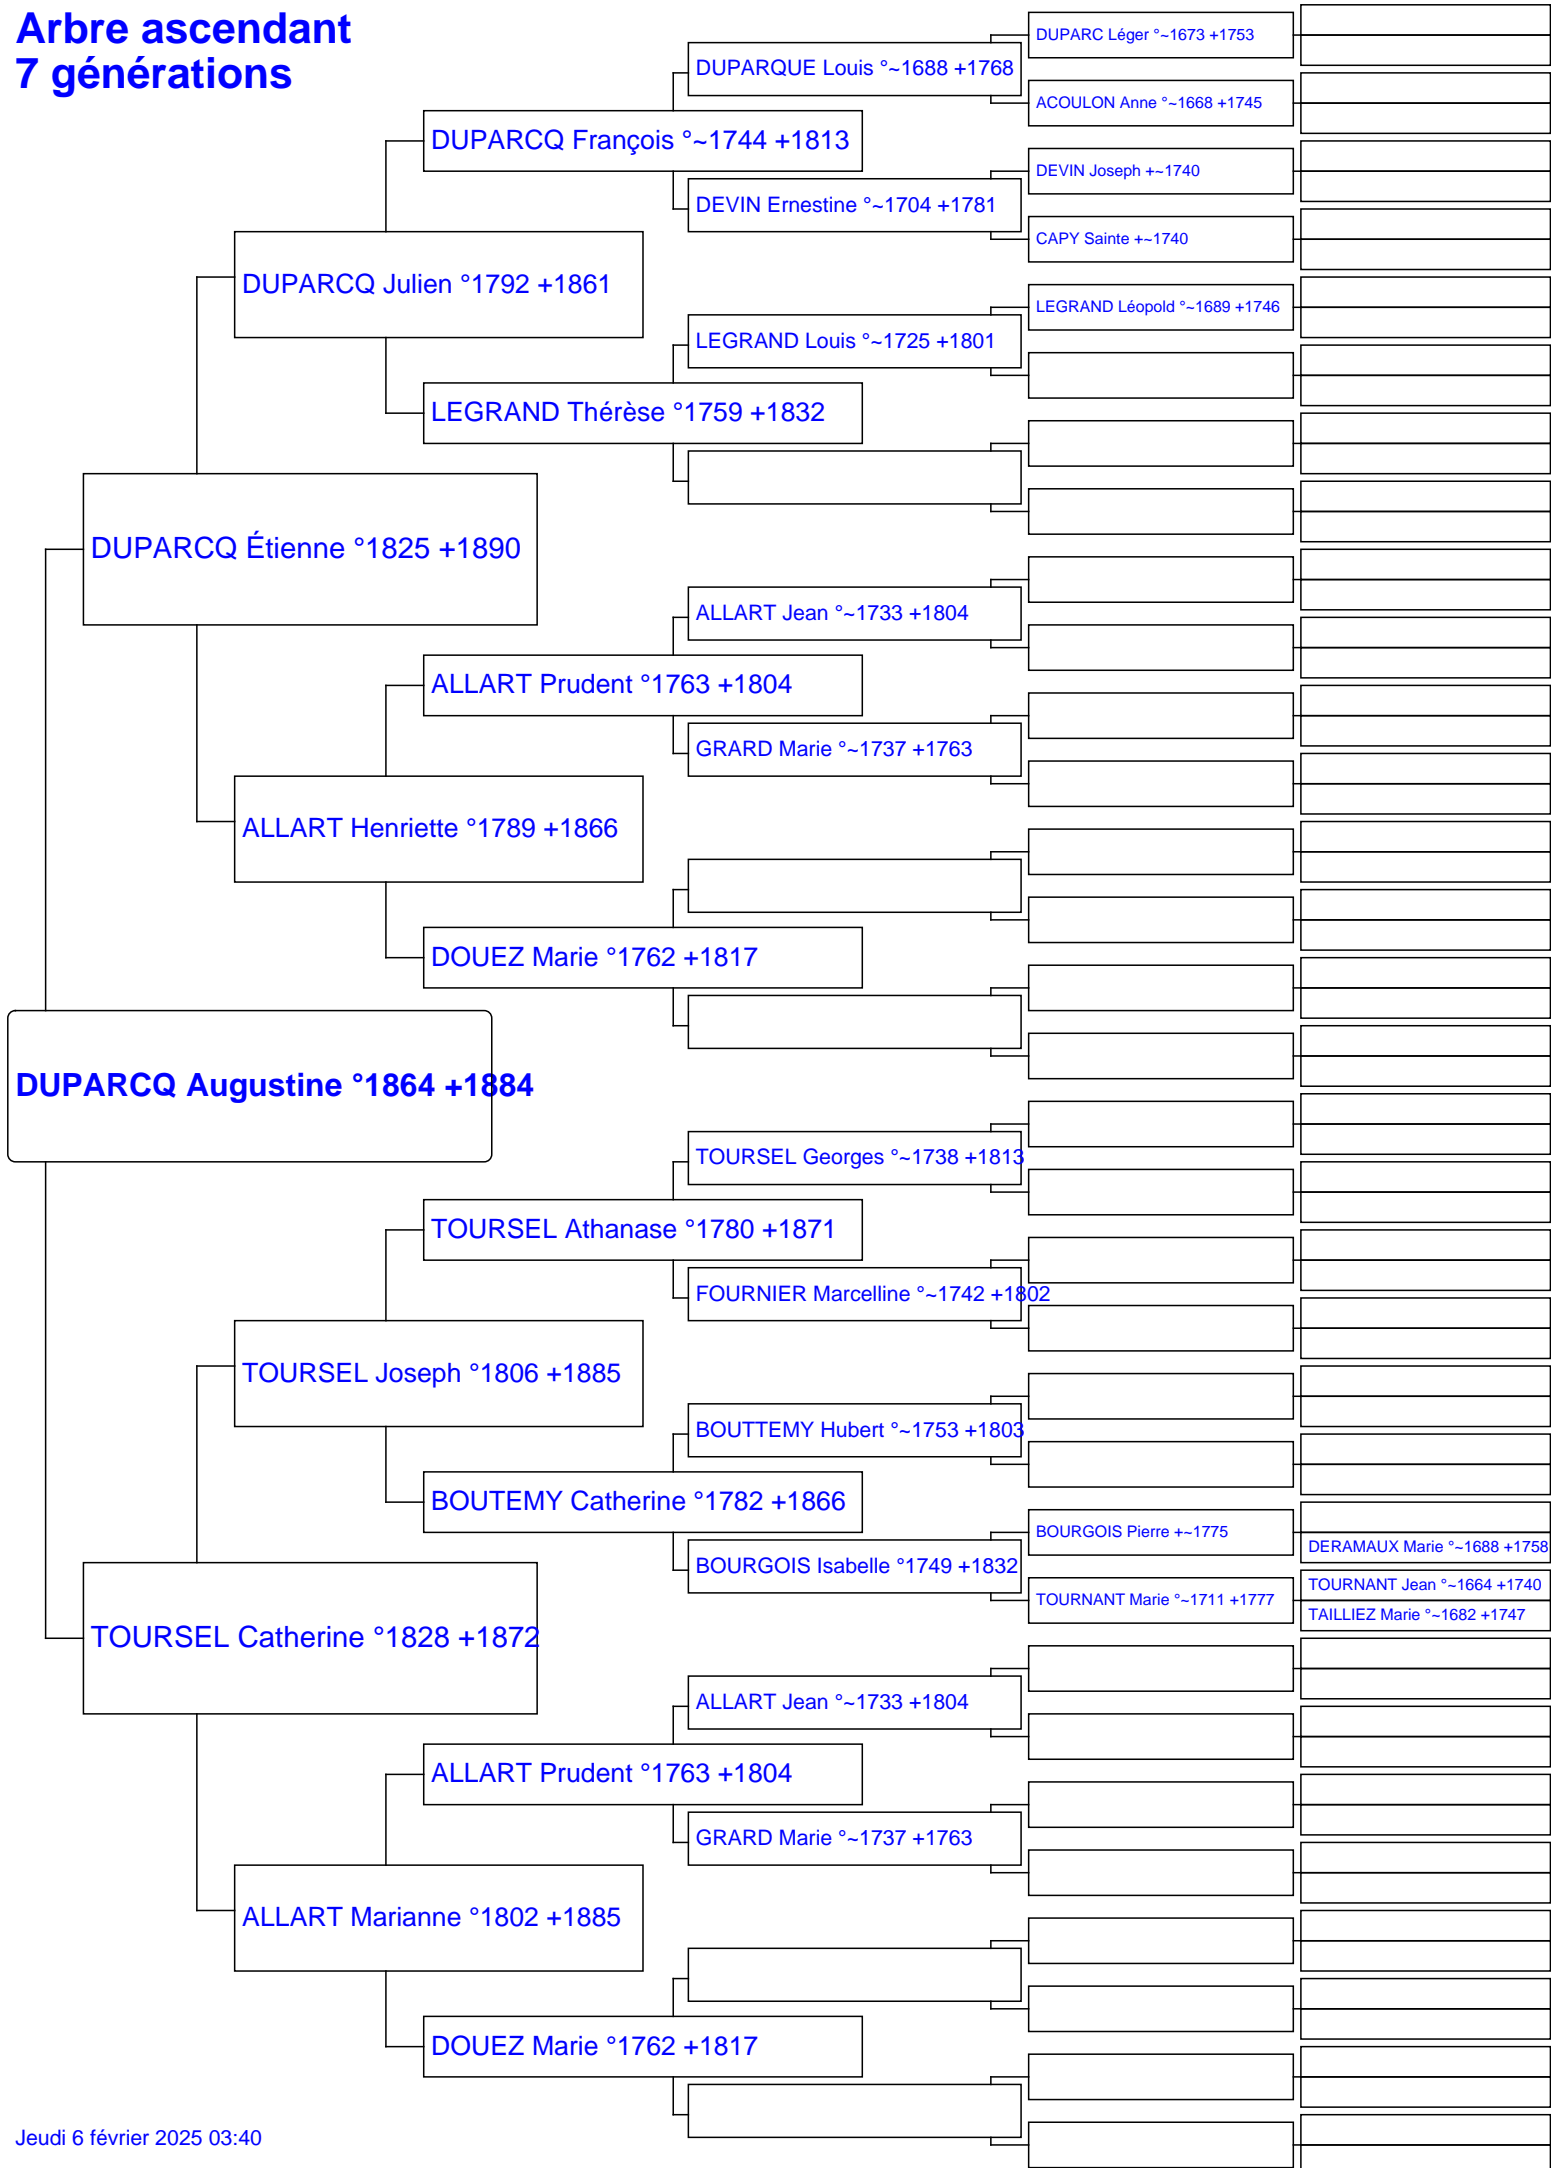 Arbre ascendant
7 générations
DUPARC Léger °~1673 +1753
DUPARQUE Louis °~1688 +1768
ACOULON Anne °~1668 +1745
DUPARCQ François °~1744 +1813
DEVIN Joseph +~1740
DEVIN Ernestine °~1704 +1781
CAPY Sainte +~1740
DUPARCQ Julien °1792 +1861
LEGRAND Léopold °~1689 +1746
LEGRAND Louis °~1725 +1801
LEGRAND Thérèse °1759 +1832
DUPARCQ Étienne °1825 +1890
ALLART Jean °~1733 +1804
ALLART Prudent °1763 +1804
GRARD Marie °~1737 +1763
ALLART Henriette °1789 +1866
DOUEZ Marie °1762 +1817
DUPARCQ Augustine °1864 +1884
TOURSEL Georges °~1738 +1813
TOURSEL Athanase °1780 +1871
FOURNIER Marcelline °~1742 +1802
TOURSEL Joseph °1806 +1885
BOUTTEMY Hubert °~1753 +1803
BOUTEMY Catherine °1782 +1866
BOURGOIS Pierre +~1775
DERAMAUX Marie °~1688 +1758
BOURGOIS Isabelle °1749 +1832
TOURNANT Jean °~1664 +1740
TOURNANT Marie °~1711 +1777
TAILLIEZ Marie °~1682 +1747
TOURSEL Catherine °1828 +1872
ALLART Jean °~1733 +1804
ALLART Prudent °1763 +1804
GRARD Marie °~1737 +1763
ALLART Marianne °1802 +1885
DOUEZ Marie °1762 +1817
Jeudi 6 février 2025 03:40